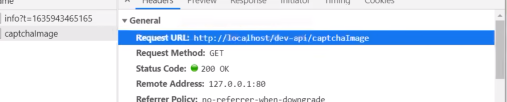 Headers Preview Response Initiator Timing Cookies
info?t=1635943465165
captchaImage
▼ General
Request URL: http://localhost/dev-api/captchaImage
Request Method: GET
Status Code: 200 OK
Remote Address: 127.0.0.1:80
Referrer Policy: no-referrer-when-downgrade